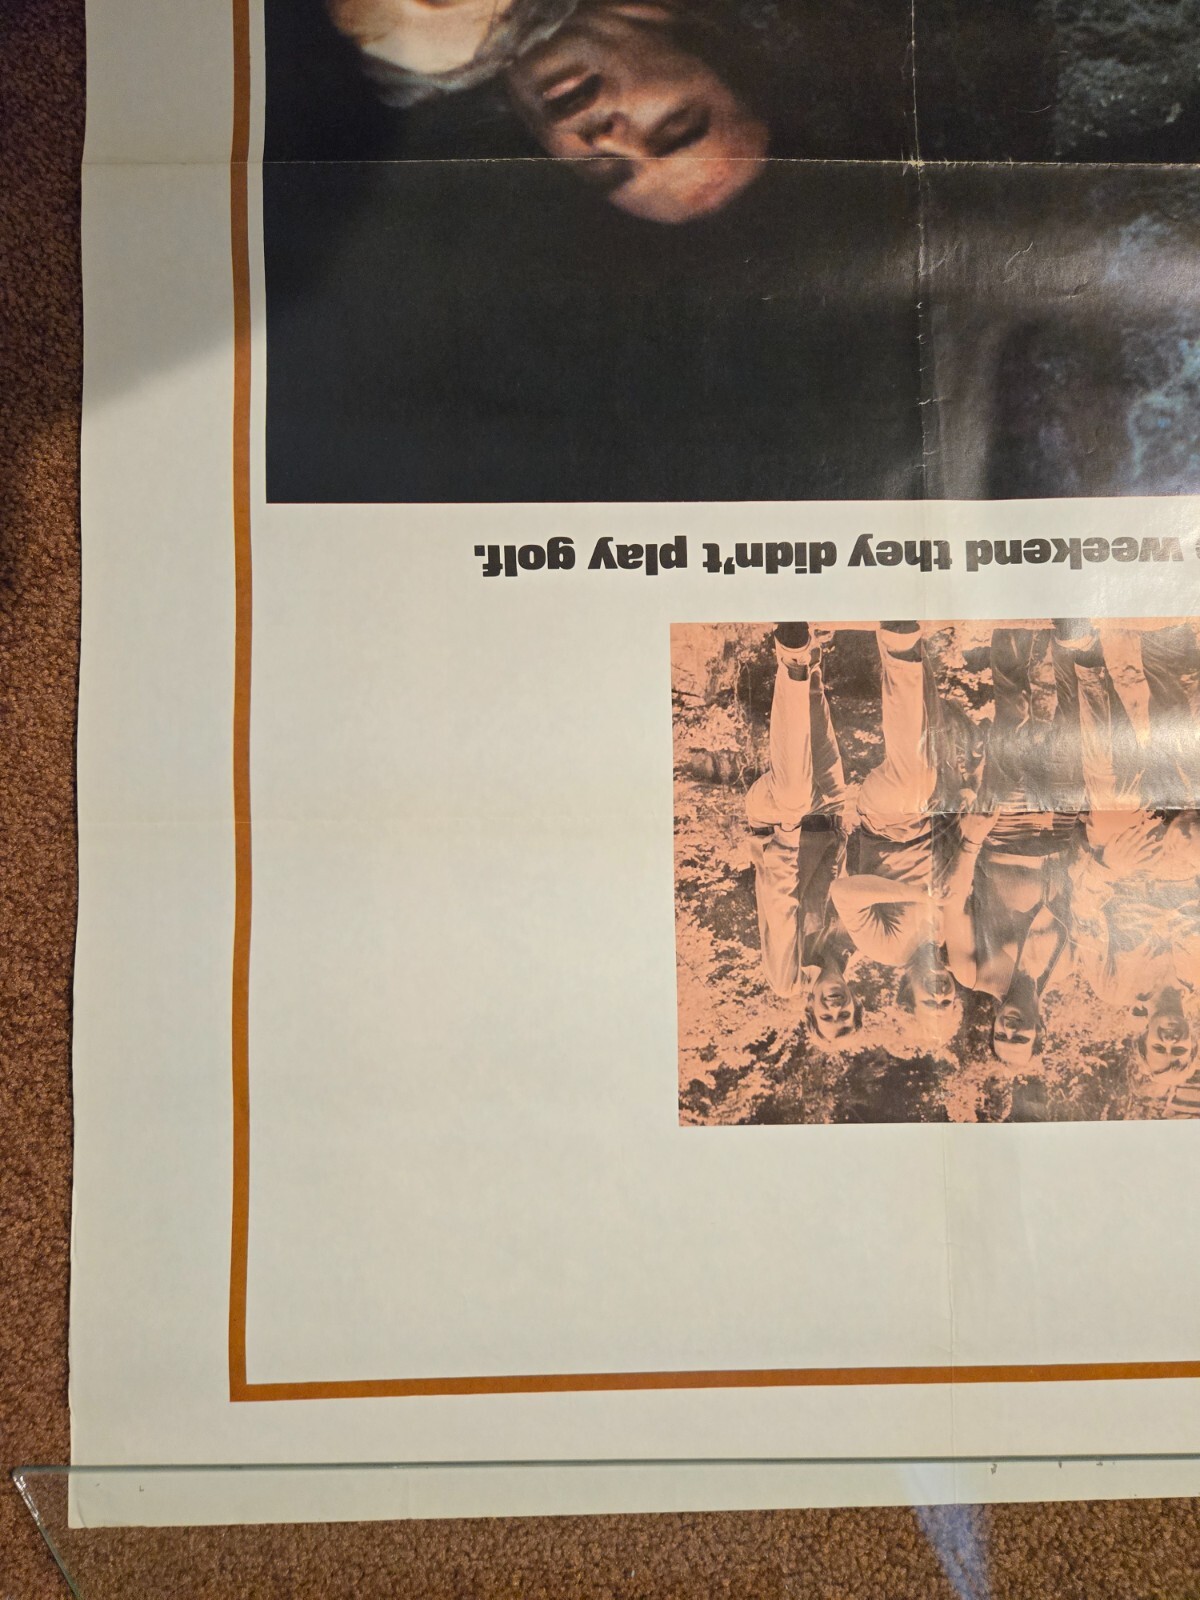 weekend they didn't play golf.